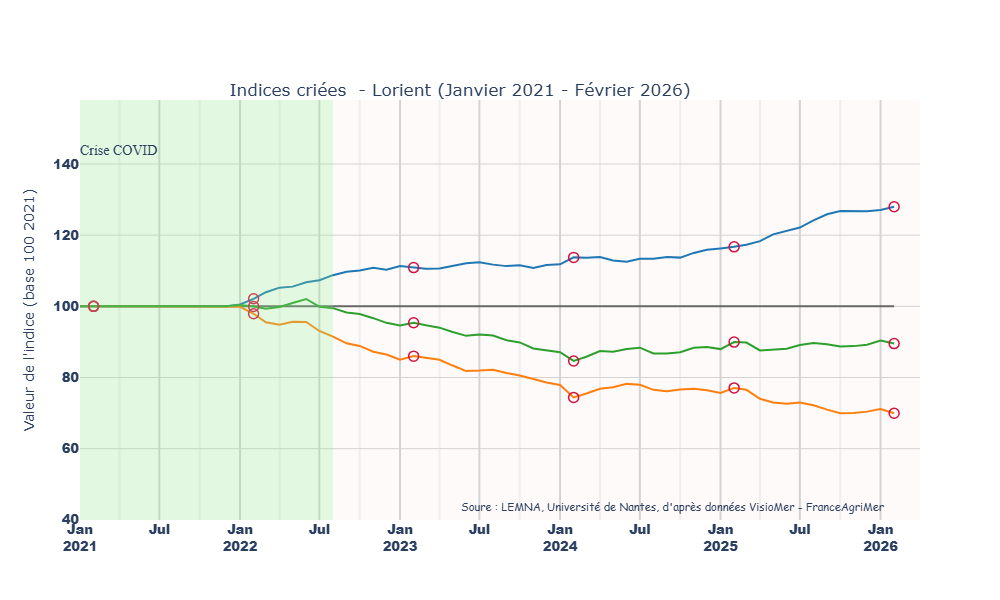 Indices criées  - Lorient (Janvier 2021 - Février 2026)
Crise COVID
Valeur de l'indice (base 100 2021)
140
120
100
80
60
40
Soure : LEMNA, Université de Nantes, d'après données VisioMer - FranceAgriMer
Jan Jul Jan Jul Jan Jul Jan Jul Jan Jul Jan
2021 2022 2023 2024 2025 2026